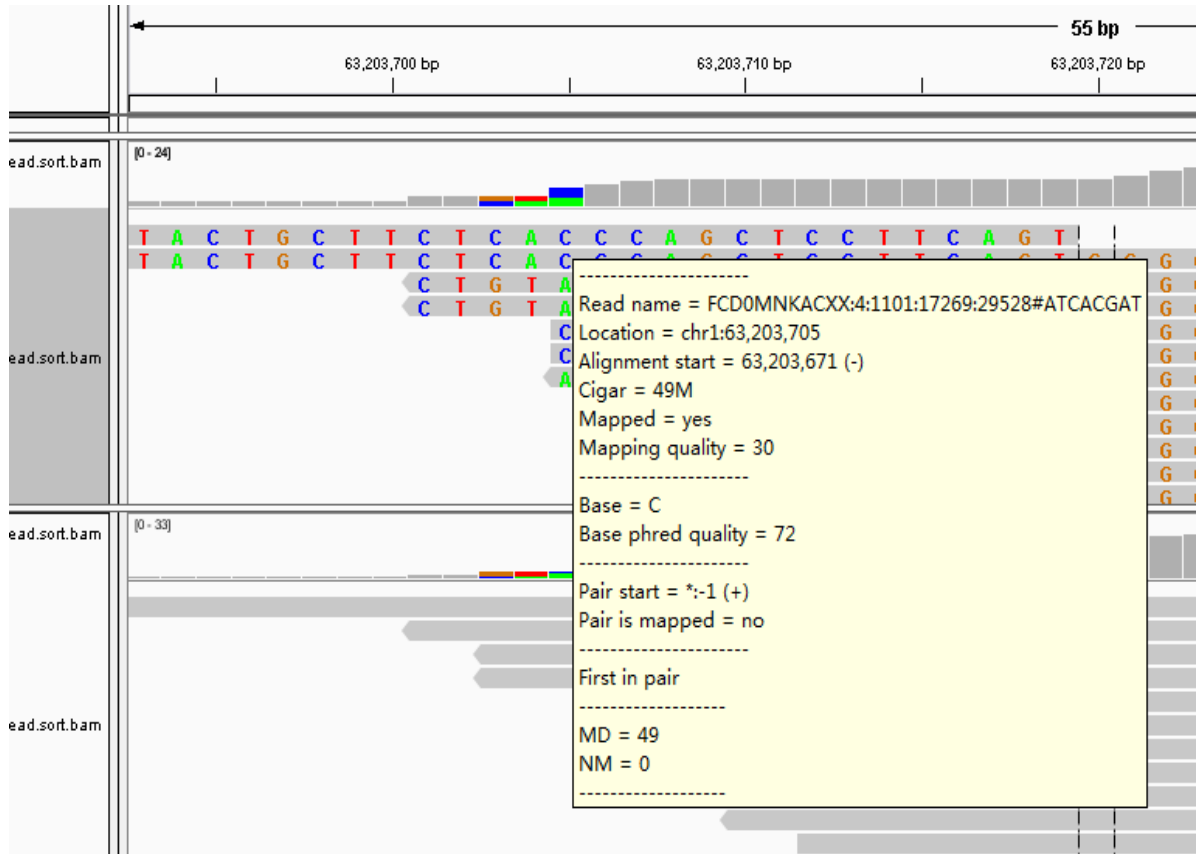 55 bp
63,203,700 bp 63,203,710 bp 63,203,720 bp
ead.sort.bam
[0 - 24]
T A C T G C T T C T C A C C C A G C T C C T T C A G T
T A C T G C T T C T C A C
C T G T A G
C T G T A G
C G
ead.sort.bam
C G
A G
G
G
G
G
G
-----------------------
Read name = FCD0MNKACXX:4:1101:17269:29528#ATCACGAT
Location = chr1:63,203,705
Alignment start = 63,203,671 (-)
Cigar = 49M
Mapped = yes
Mapping quality = 30
-----------------------
Base = C
Base phred quality = 72
-----------------------
Pair start = *:-1 (+)
Pair is mapped = no
-----------------------
First in pair
--------------------
MD = 49
NM = 0
--------------------
ead.sort.bam
[0 - 33]
ead.sort.bam